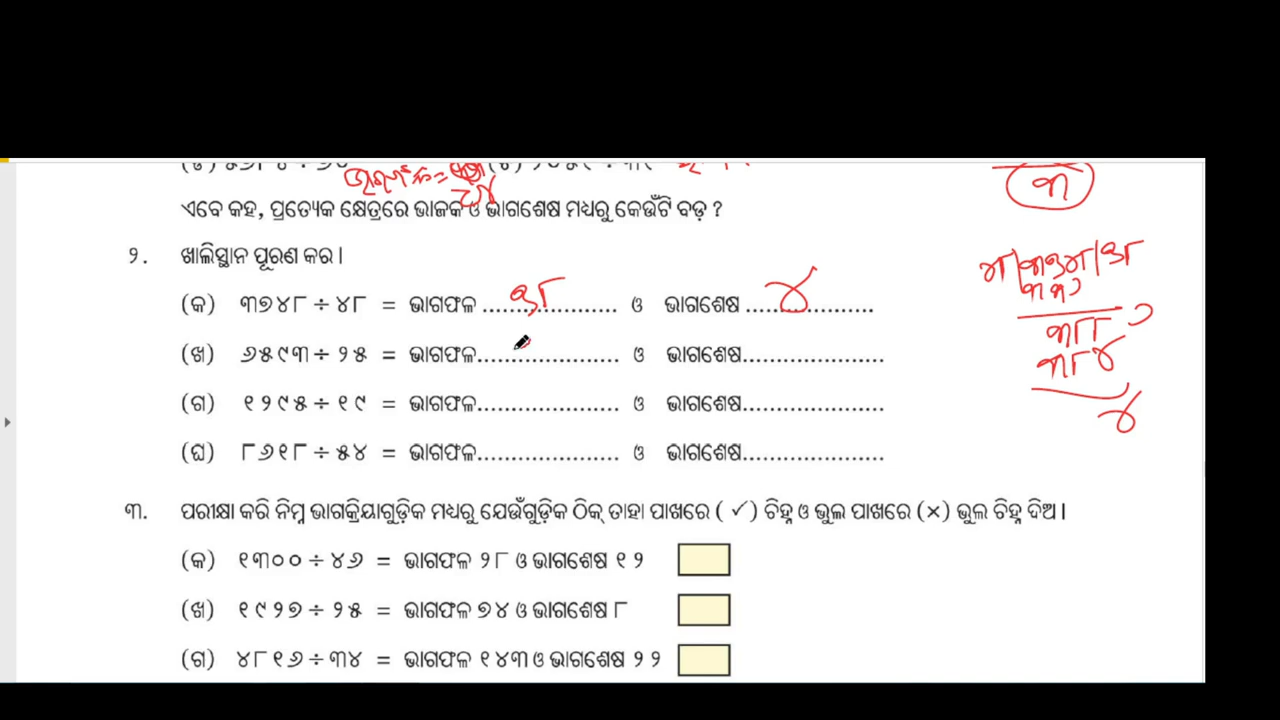 ଏବେ କହ, ପ୍ରତ୍ୟେକ କ୍ଷେତ୍ରରେ ଭାଜକ ଓ ଭାଗଶେଷ ମଧ୍ୟରୁ କେଉଁଟି ବଡ଼ ?
୨. ଖାଲିସ୍ଥାନ ପୂରଣ କର ।
(କ) ୩୭୪୮ ÷ ୪୮ = ଭାଗଫଳ .................... ଓ ଭାଗଶେଷ .................... ୪
(ଖ) ୬୫୯୩ ÷ ୨୫ = ଭାଗଫଳ.................... ଓ ଭାଗଶେଷ....................
(ଗ) ୧୨୯୫ ÷ ୧୯ = ଭାଗଫଳ.................... ଓ ଭାଗଶେଷ....................
(ଘ) ୮୬୧୮ ÷ ୫୪ = ଭାଗଫଳ.................... ଓ ଭାଗଶେଷ....................
୩. ପରୀକ୍ଷା କରି ନିମ୍ନ ଭାଗକ୍ରିୟାଗୁଡ଼ିକ ମଧ୍ୟରୁ ଯେଉଁଗୁଡ଼ିକ ଠିକ୍ ତାହା ପାଖରେ ( ✓ ) ଚିହ୍ନ ଓ ଭୁଲ ପାଖରେ (×) ଭୁଲ ଚିହ୍ନ ଦିଅ ।
(କ) ୧୩୦୦ ÷ ୪୬ = ଭାଗଫଳ ୨୮ ଓ ଭାଗଶେଷ ୧୨
(ଖ) ୧୯୨୭ ÷ ୨୫ = ଭାଗଫଳ ୭୪ ଓ ଭାଗଶେଷ ୮
(ଗ) ୪୮୧୬ ÷ ୩୪ = ଭାଗଫଳ ୧୪୩ ଓ ଭାଗଶେଷ ୨୨